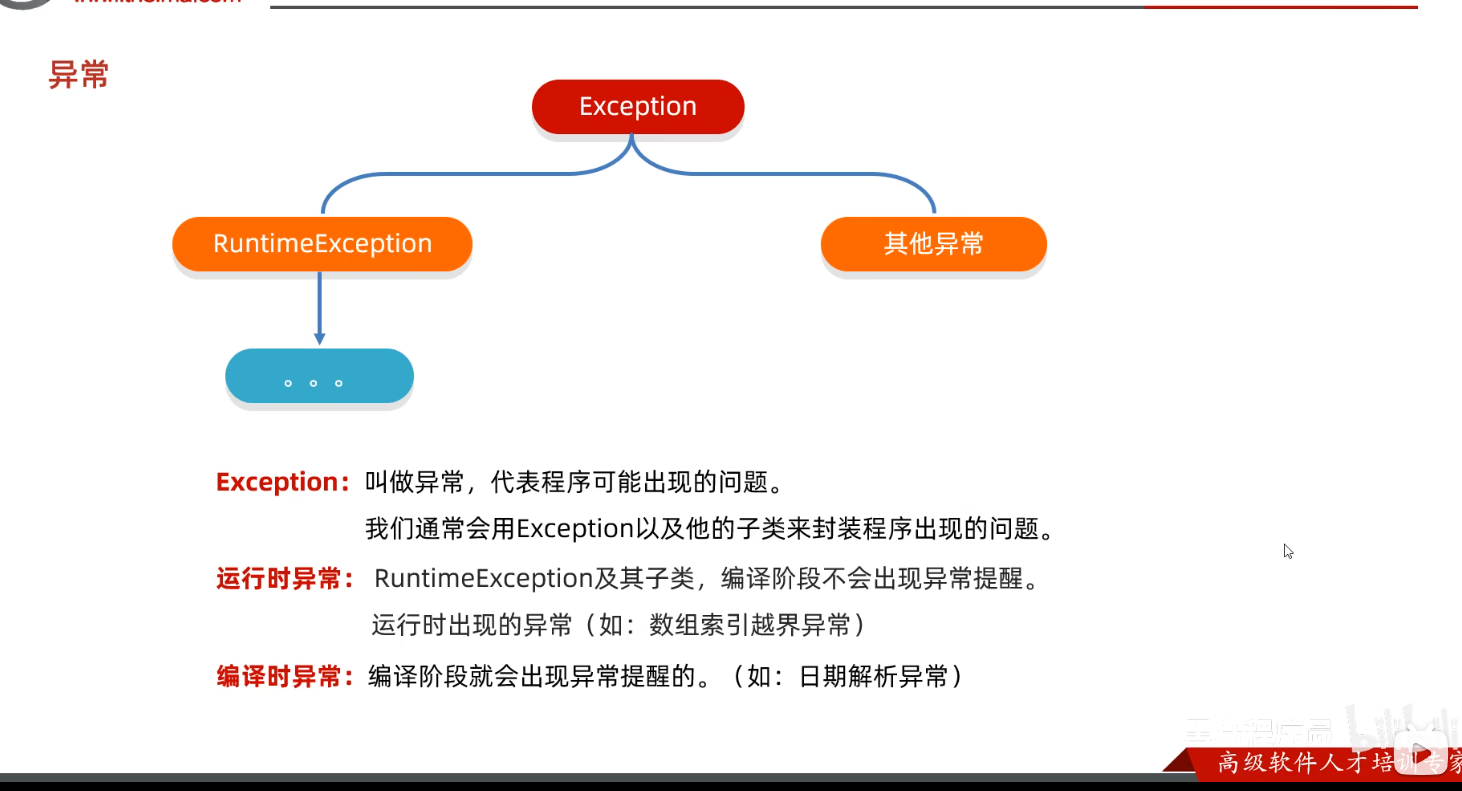 异常
Exception
RuntimeException
其他异常
。。。
Exception：叫做异常，代表程序可能出现的问题。
我们通常会用Exception以及他的子类来封装程序出现的问题。
运行时异常： RuntimeException及其子类，编译阶段不会出现异常提醒。
运行时出现的异常（如：数组索引越界异常）
编译时异常：编译阶段就会出现异常提醒的。（如：日期解析异常）
bilibili
高级软件人才培训专家